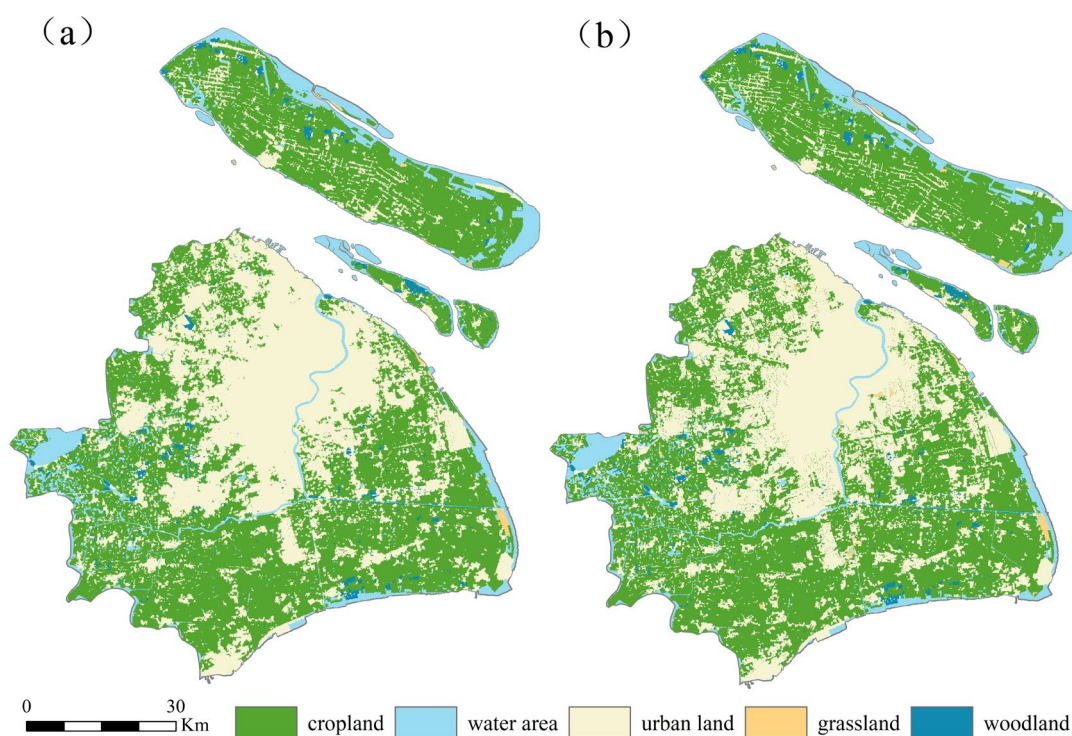 （a）
（b）
0 30
Km
cropland water area urban land grassland woodland